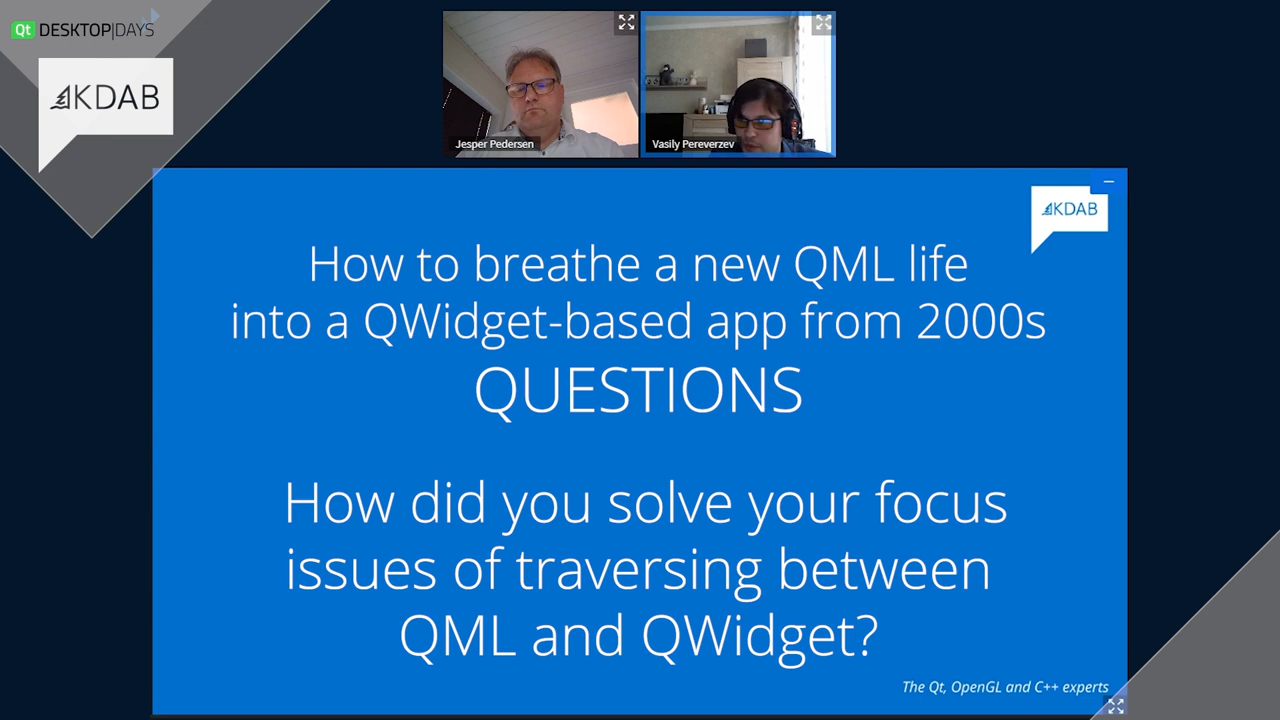 Qt DESKTOP|DAYS
KDAB
Jesper Pedersen
Vasily Pereverzev
KDAB
How to breathe a new QML life
into a QWidget-based app from 2000s
QUESTIONS
How did you solve your focus
issues of traversing between
QML and QWidget?
The Qt, OpenGL and C++ experts